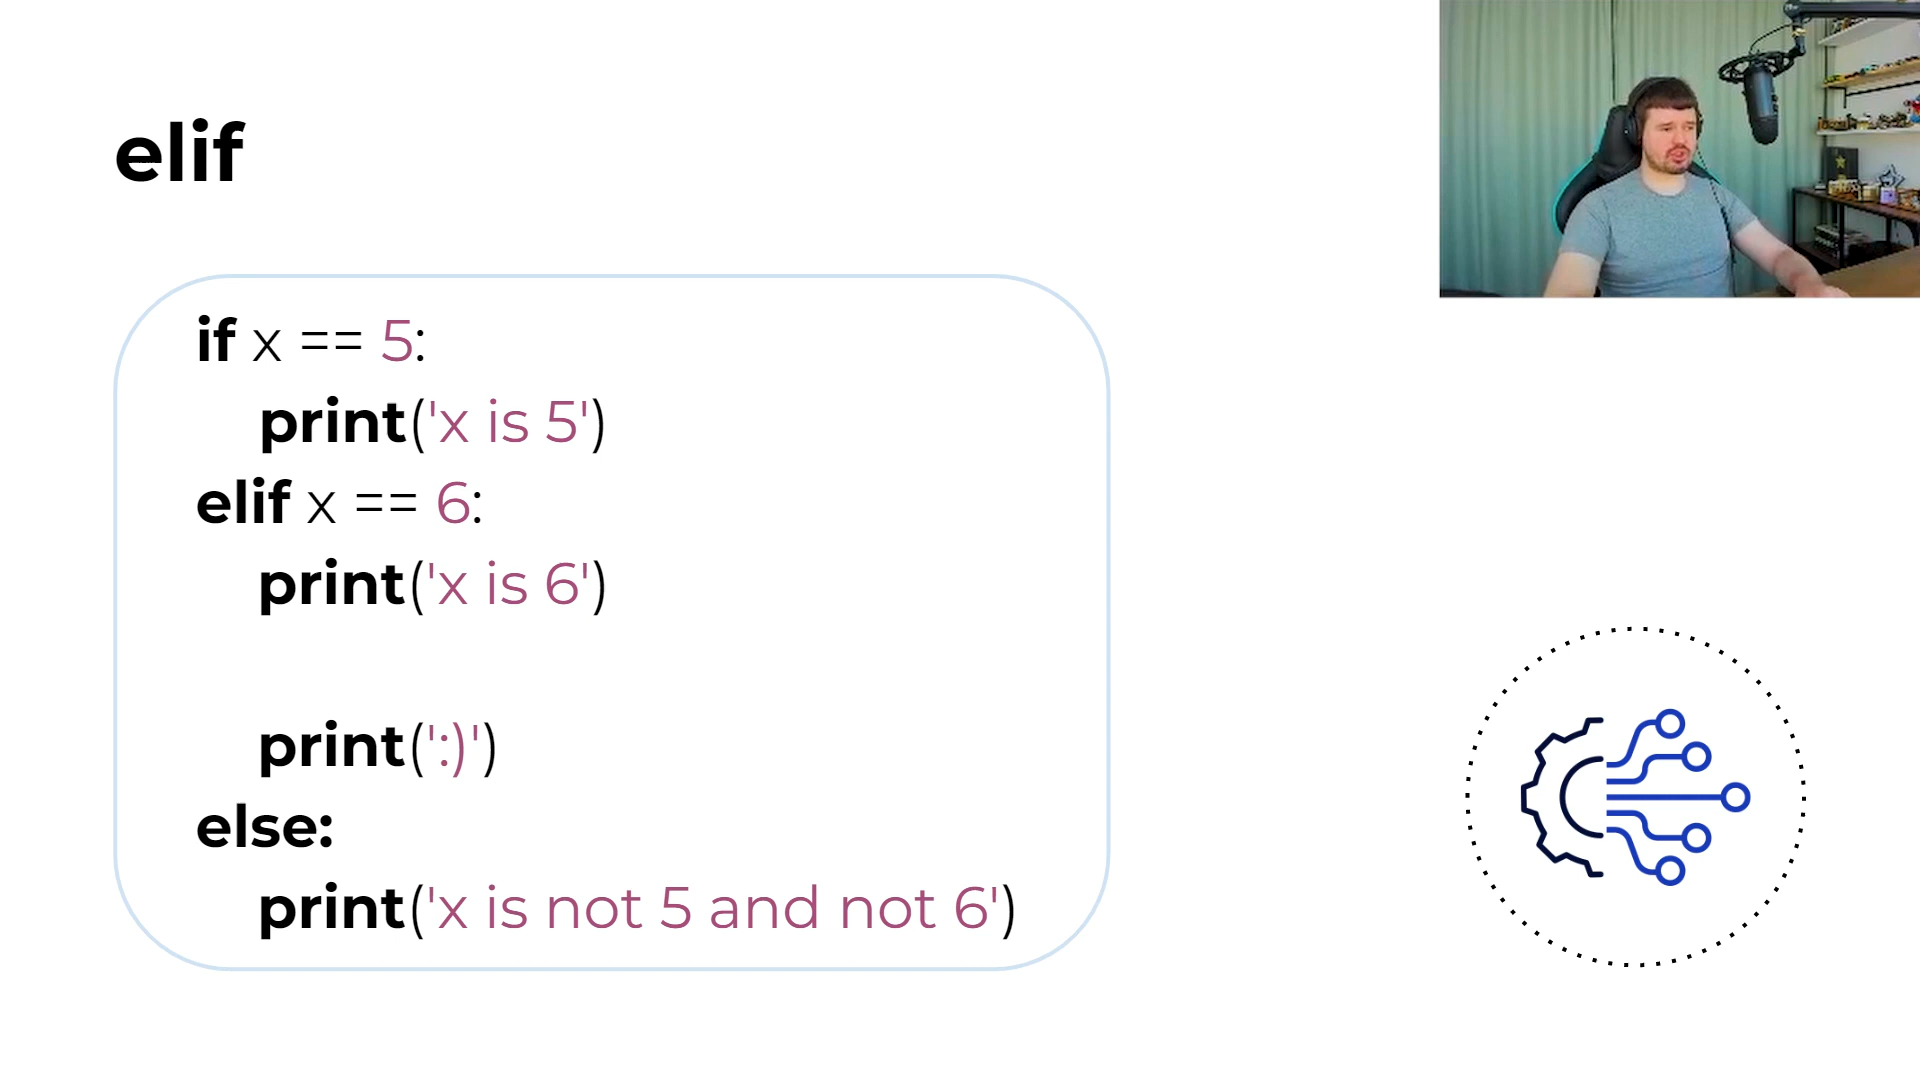 elif
if x == 5:
print('x is 5')
elif x == 6:
print('x is 6')
print(':)')
else:
print('x is not 5 and not 6')